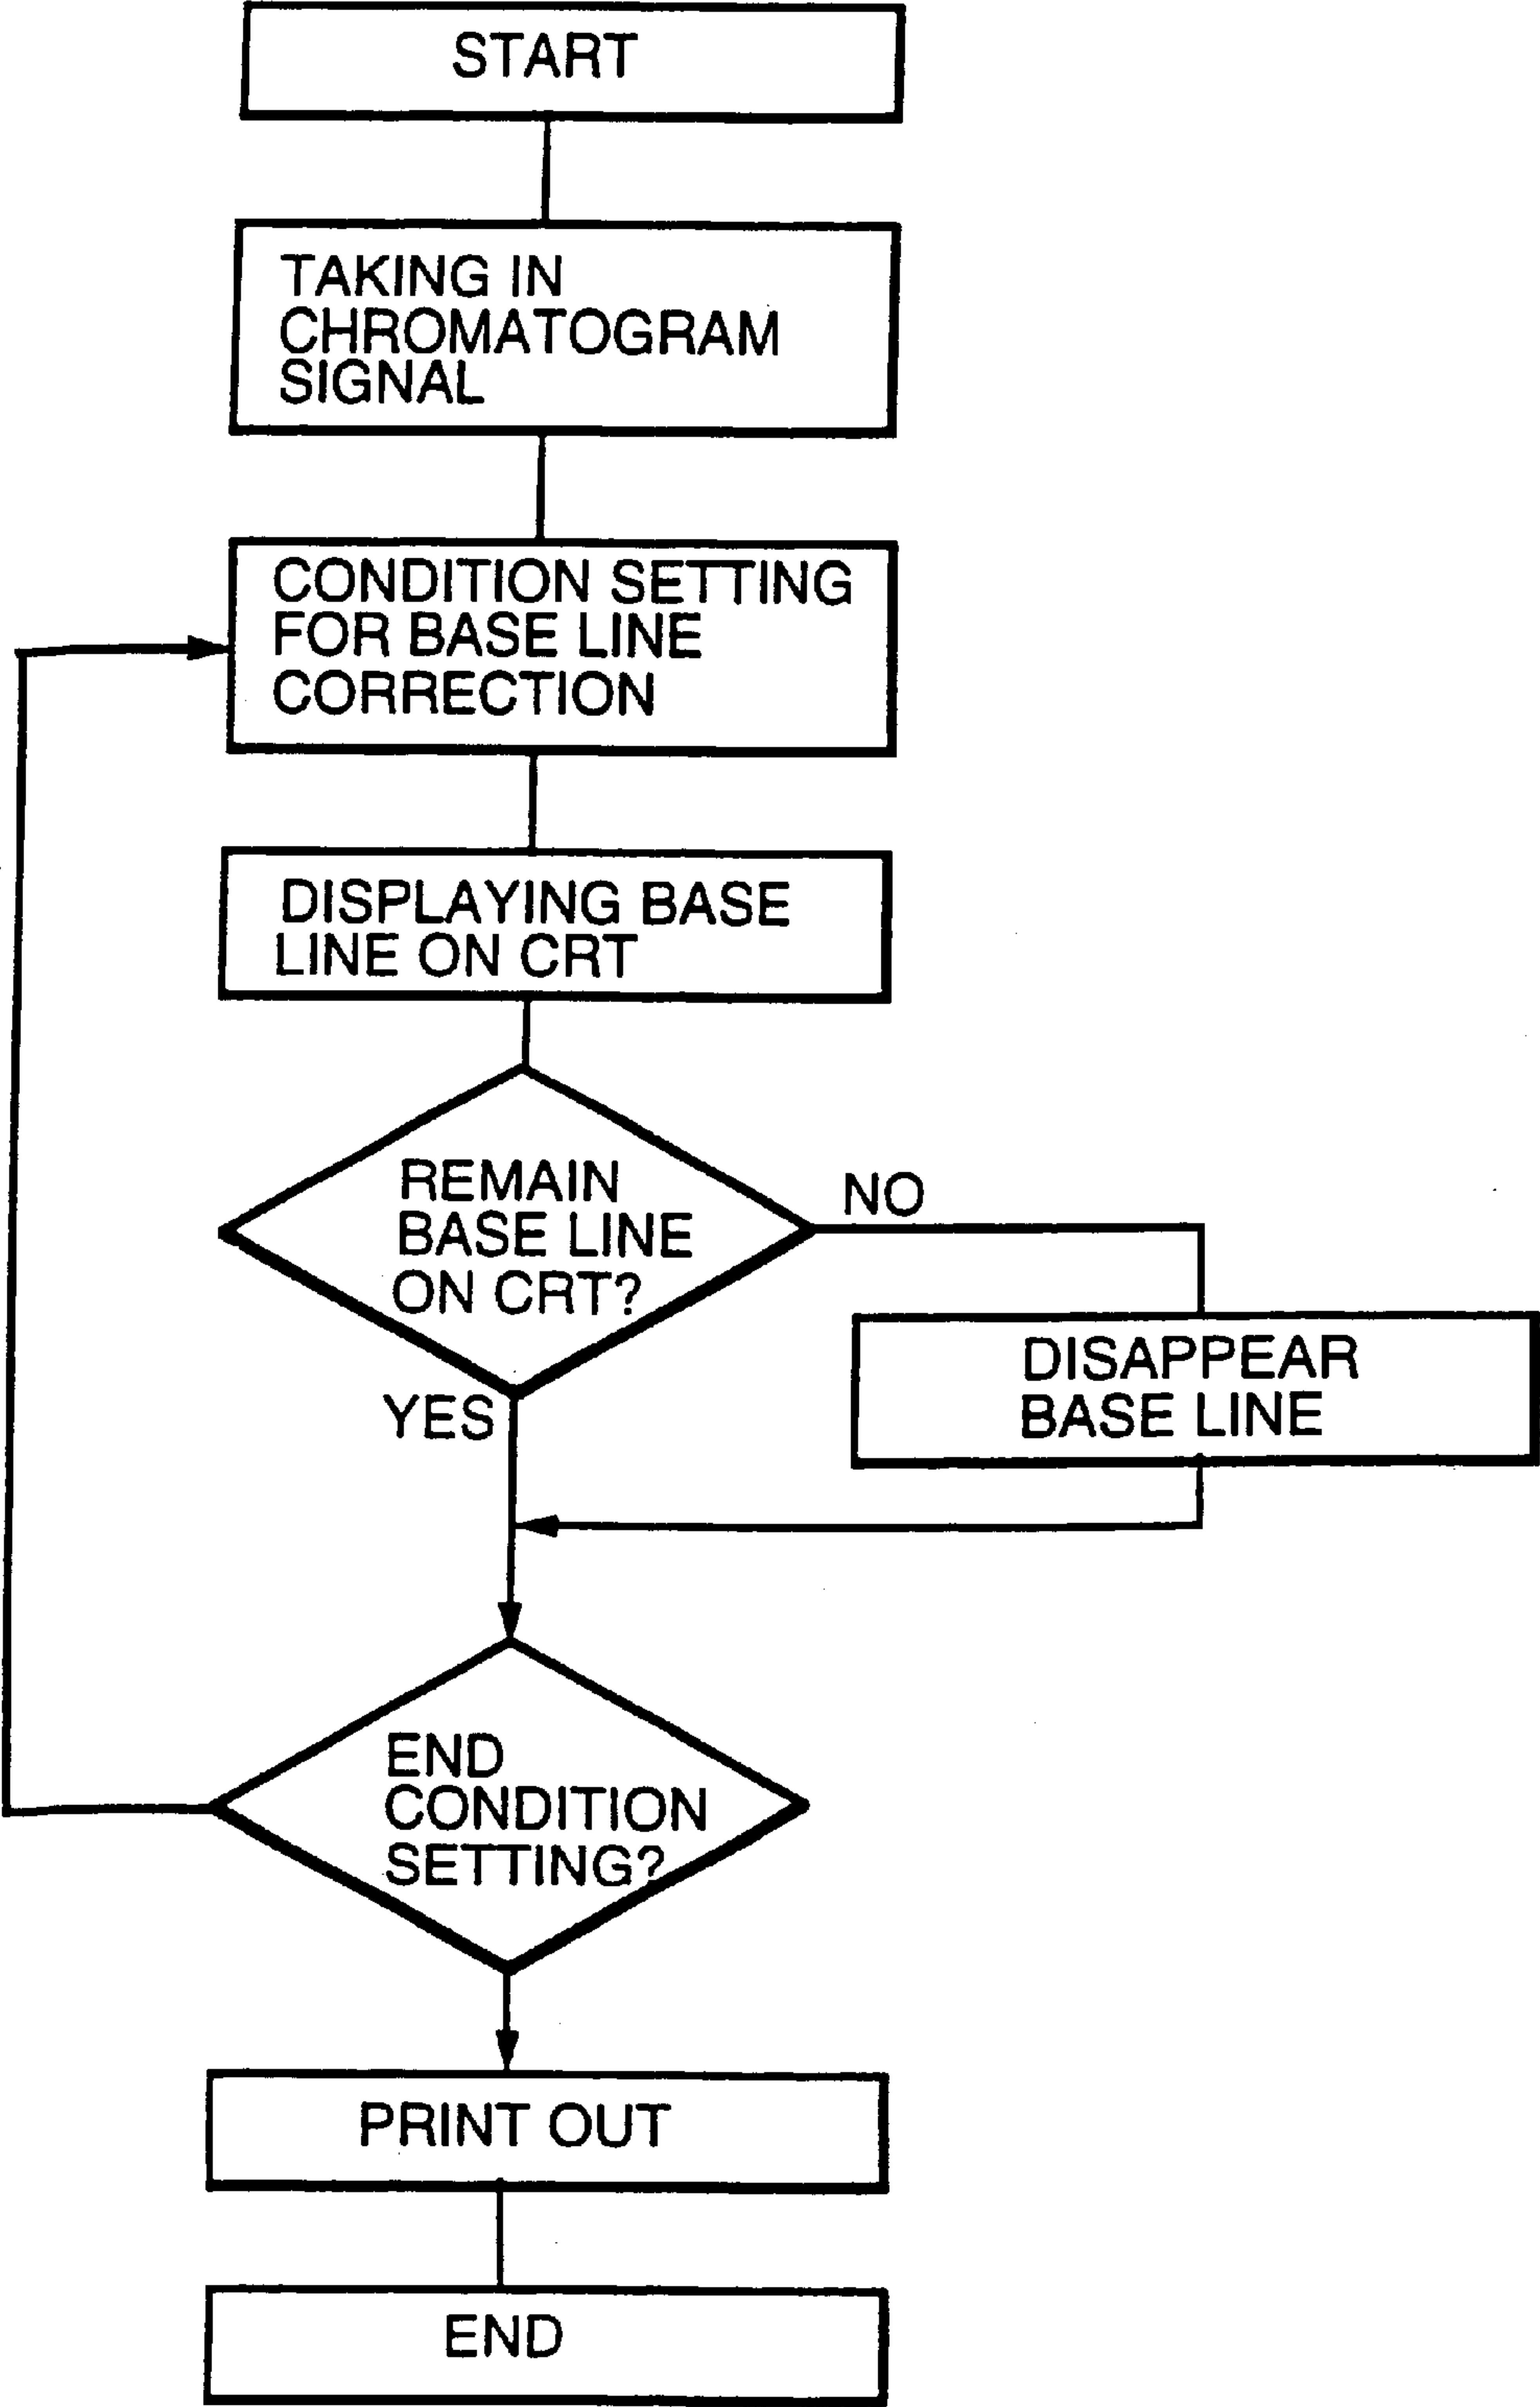 START
TAKING IN
CHROMATOGRAM
SIGNAL
CONDITION SETTING
FOR BASE LINE
CORRECTION
DISPLAYING BASE
LINE ON CRT
REMAIN
BASE LINE
ON CRT?
NO
DISAPPEAR
BASE LINE
YES
END
CONDITION
SETTING?
PRINT OUT
END